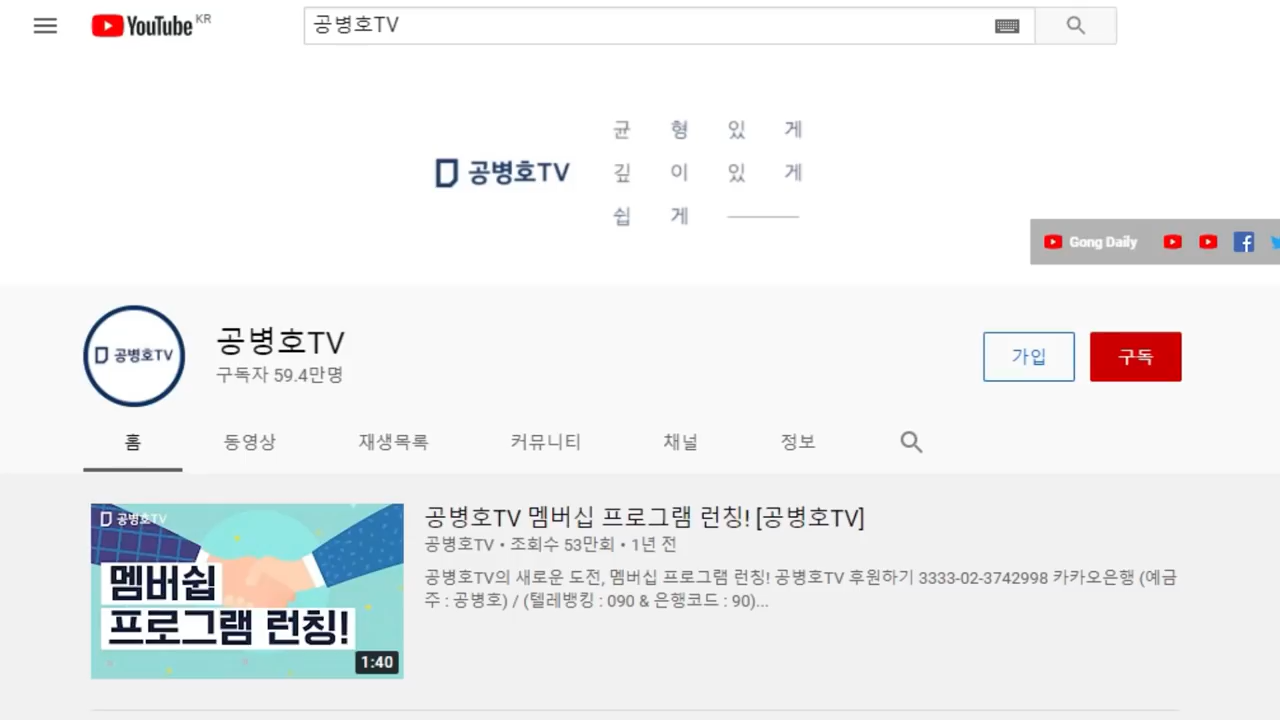 YouTube KR
공병호TV
균형있게
공병호TV 깊이있게
쉽게
Gong Daily
공병호TV
공병호TV
구독자 59.4만명
가입
구독
홈 동영상 재생목록 커뮤니티 채널 정보
공병호TV
멤버쉽
프로그램 런칭!
1:40
공병호TV 멤버십 프로그램 런칭! [공병호TV]
공병호TV • 조회수 53만회 • 1년 전
공병호TV의 새로운 도전, 멤버십 프로그램 런칭! 공병호TV 후원하기 3333-02-3742998 카카오은행 (예금
주 : 공병호) / (텔레뱅킹 : 090 & 은행코드 : 90)...